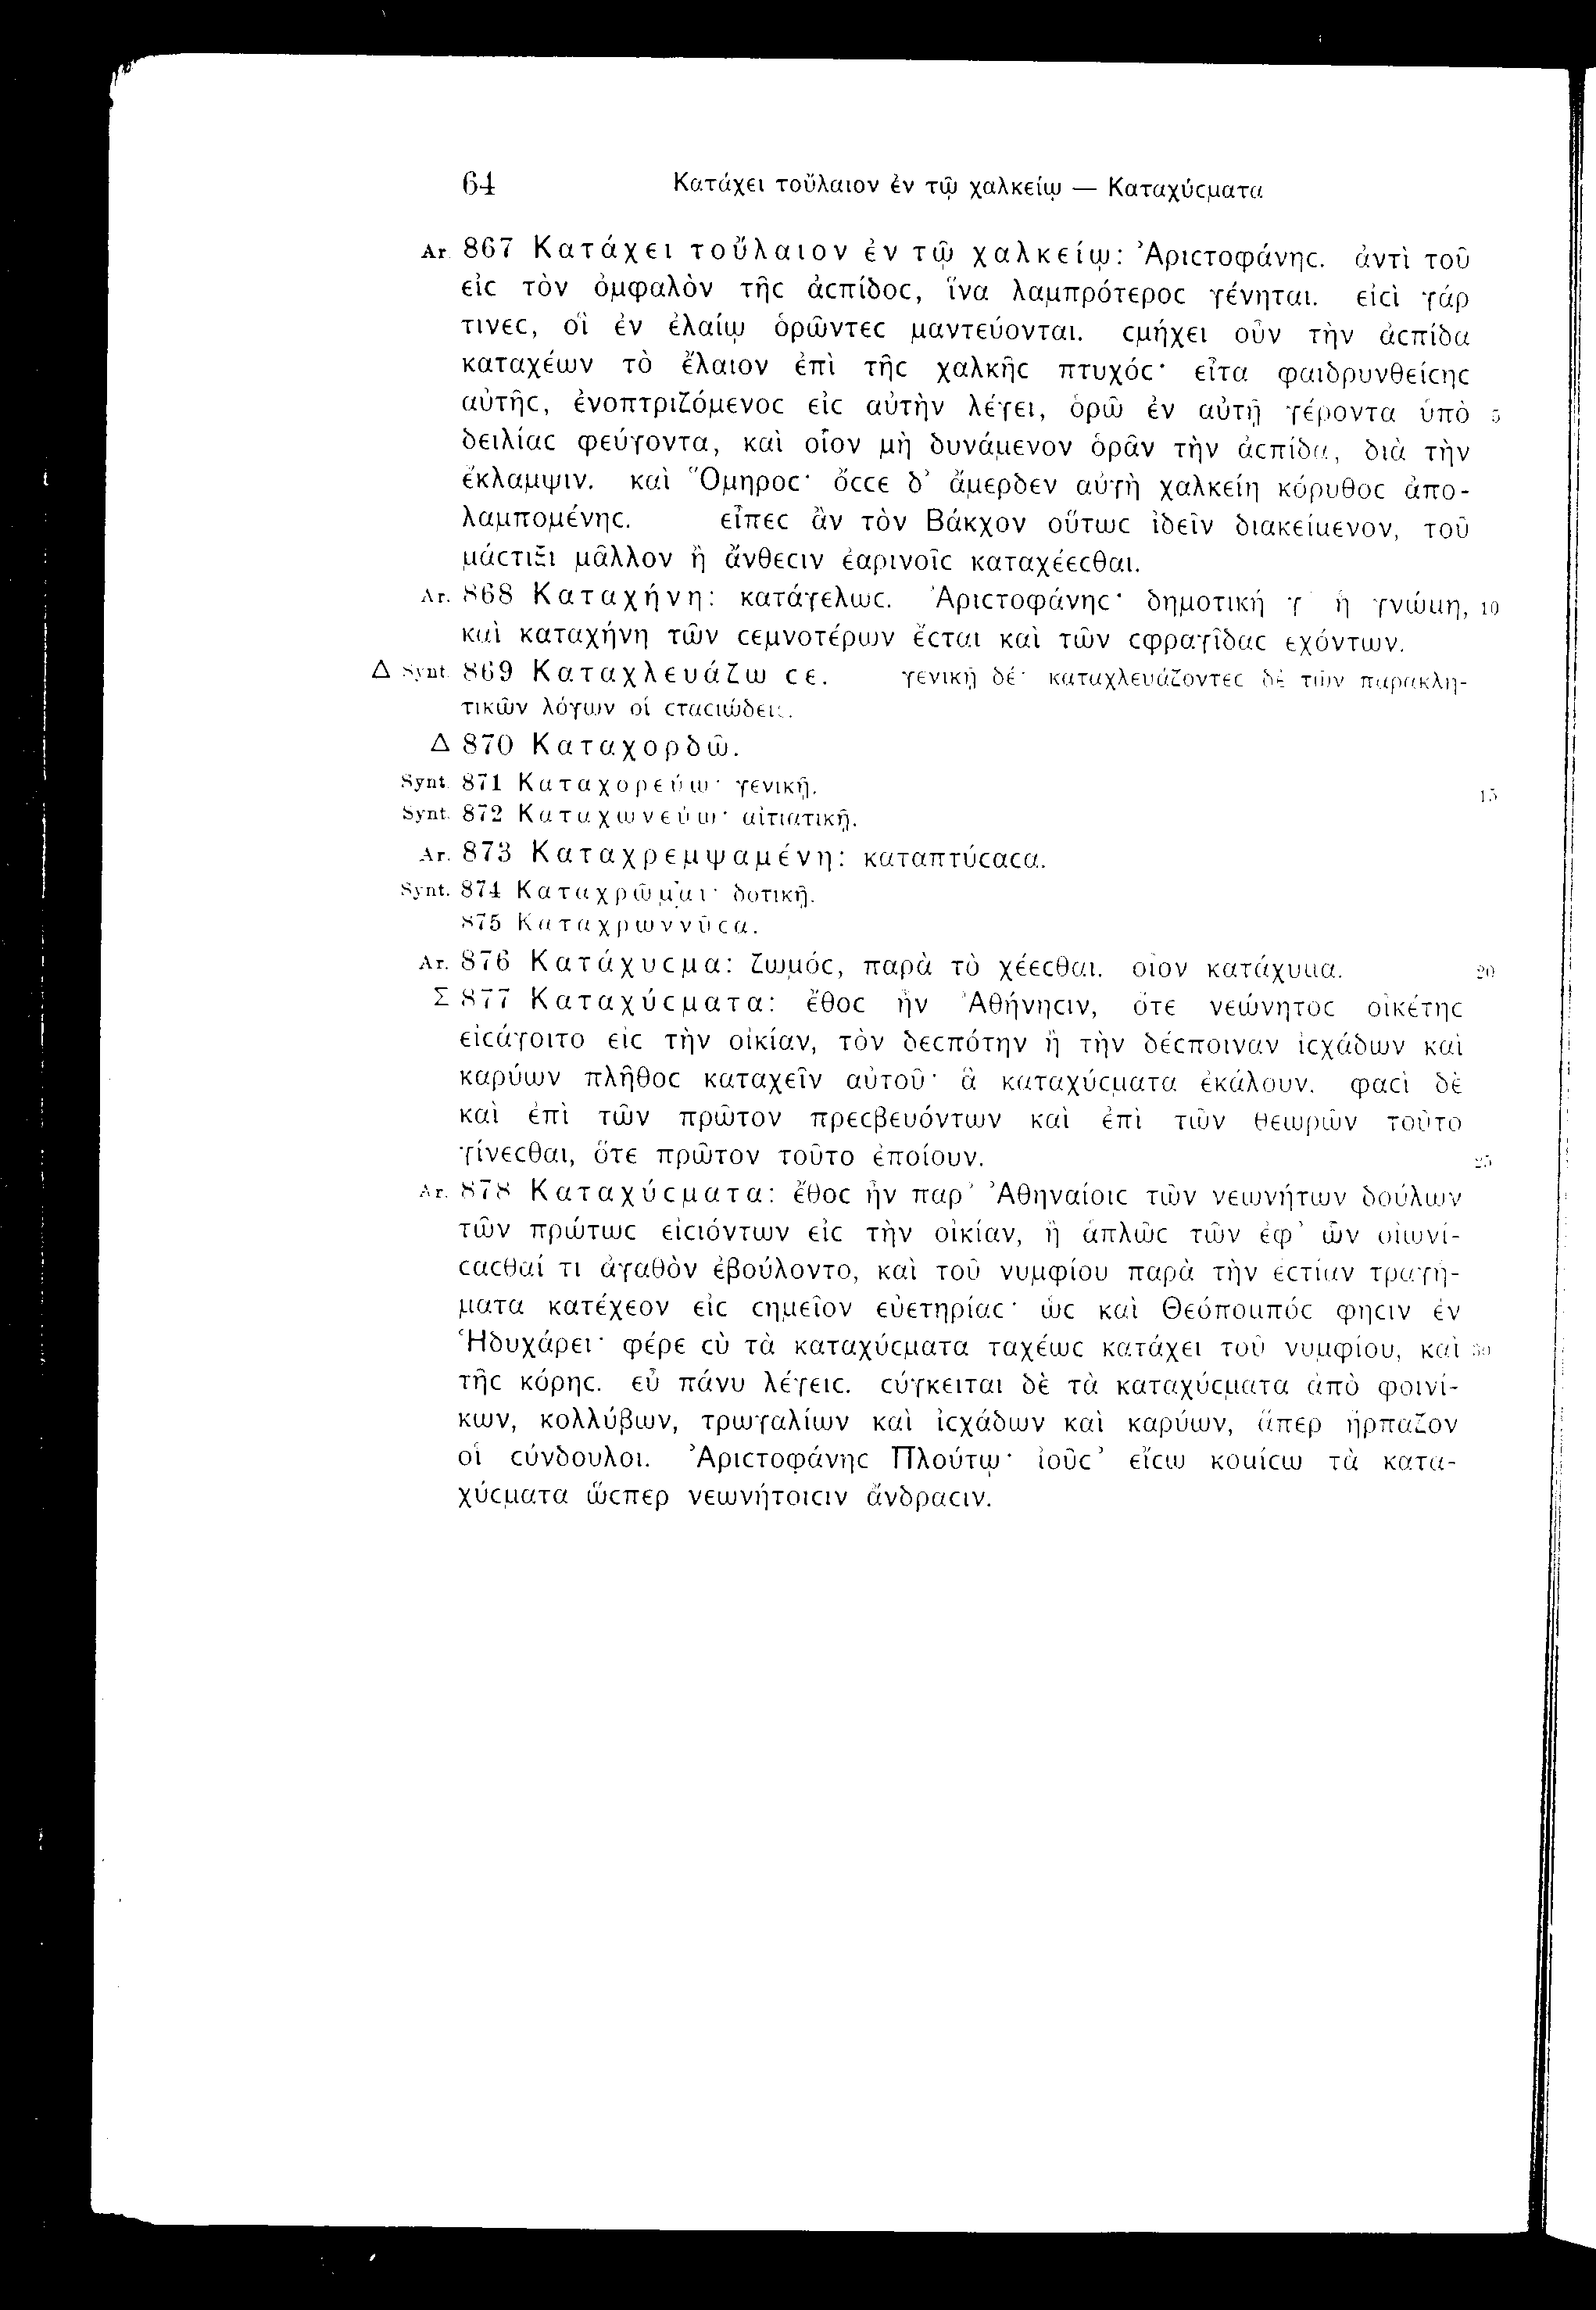 64 Κατάχει τοὔλαιον ἐν τῷ χαλκείῳ — Καταχύϲματα
Ar. 867 Κατάχει τοὔλαιον ἐν τῷ χαλκείῳ: Ἀριϲτοφάνηϲ. ἀντὶ τοῦ
εἰϲ τὸν ὀμφαλὸν τῆϲ ἀϲπίδοϲ, ἵνα λαμπρότεροϲ γένηται. εἰϲὶ γάρ
τινεϲ, οἳ ἐν ἐλαίῳ ὁρῶντεϲ μαντεύονται. ϲμήχει οὖν τὴν ἀϲπίδα
καταχέων τὸ ἔλαιον ἐπὶ τῆϲ χαλκῆϲ πτυχόϲ· εἶτα φαιδρυνθείϲηϲ
αὐτῆϲ, ἐνοπτριζόμενοϲ εἰϲ αὐτὴν λέγει, ὁρῶ ἐν αὐτῇ γέροντα ὑπὸ 5
δειλίαϲ φεύγοντα, καὶ οἷον μὴ δυνάμενον ὁρᾶν τὴν ἀϲπίδα, διὰ τὴν
ἔκλαμψιν. καὶ Ὅμηροϲ· ὄϲϲε δ’ ἄμερδεν αὐγὴ χαλκείη κόρυθοϲ ἀπο-
λαμπομένηϲ. εἶπεϲ ἂν τὸν Βάκχον οὕτωϲ ἰδεῖν διακείμενον, τοῦ
μάϲτιξι μᾶλλον ἢ ἄνθεϲιν ἐαρινοῖϲ καταχέεϲθαι.
Ar. 868 Καταχήνη: κατάγελωϲ. Ἀριϲτοφάνηϲ· δημοτική γ’ ἡ γνώμη, 10
καὶ καταχήνη τῶν ϲεμνοτέρων ἔϲται καὶ τῶν ϲφραγῖδαϲ ἐχόντων.
Δ Synt. 869 Καταχλευάζω ϲε. γενικῇ δέ· καταχλευάζοντεϲ δὲ τῶν παρακλη-
τικῶν λόγων οἱ ϲταϲιώδειϲ.
Δ 870 Καταχορδῶ.
Synt. 871 Καταχορεύω· γενικῇ. 15
Synt. 872 Καταχωνεύω· αἰτιατικῇ.
Ar. 873 Καταχρεμψαμένη: καταπτύϲαϲα.
Synt. 874 Καταχρῶμαι· δοτικῇ.
875 Καταχρωννῦϲα.
Ar. 876 Κατάχυϲμα: ζωμόϲ, παρὰ τὸ χέεϲθαι. οἷον κατάχυμα. 20
Σ 877 Καταχύϲματα: ἔθοϲ ἦν Ἀθήνηϲιν, ὅτε νεώνητοϲ οἰκέτηϲ
εἰϲάγοιτο εἰϲ τὴν οἰκίαν, τὸν δεϲπότην ἢ τὴν δέϲποιναν ἰϲχάδων καὶ
καρύων πλῆθοϲ καταχεῖν αὐτοῦ· ἃ καταχύϲματα ἐκάλουν. φαϲὶ δὲ
καὶ ἐπὶ τῶν πρῶτον πρεϲβευόντων καὶ ἐπὶ τῶν θεωρῶν τοῦτο
γίνεϲθαι, ὅτε πρῶτον τοῦτο ἐποίουν. 25
Ar. 878 Καταχύϲματα: ἔθοϲ ἦν παρ’ Ἀθηναίοιϲ τῶν νεωνήτων δούλων
τῶν πρώτωϲ εἰϲιόντων εἰϲ τὴν οἰκίαν, ἢ ἁπλῶϲ τῶν ἐφ’ ὧν οἰωνί-
ϲαϲθαί τι ἀγαθὸν ἐβούλοντο, καὶ τοῦ νυμφίου παρὰ τὴν ἑϲτίαν τραγή-
ματα κατέχεον εἰϲ ϲημεῖον εὐετηρίαϲ· ὡϲ καὶ Θεόπομπόϲ φηϲιν ἐν
Ἡδυχάρει· φέρε ϲὺ τὰ καταχύϲματα ταχέωϲ κατάχει τοῦ νυμφίου, καὶ 30
τῆϲ κόρηϲ. εὖ πάνυ λέγειϲ. ϲύγκειται δὲ τὰ καταχύϲματα ἀπὸ φοινί-
κων, κολλύβων, τρωγαλίων καὶ ἰϲχάδων καὶ καρύων, ἅπερ ἥρπαζον
οἱ ϲύνδουλοι. Ἀριϲτοφάνηϲ Πλούτῳ· ἰοῦϲ’ εἴϲω κομίϲω τὰ κατα-
χύϲματα ὥϲπερ νεωνήτοιϲιν ἄνδραϲιν.